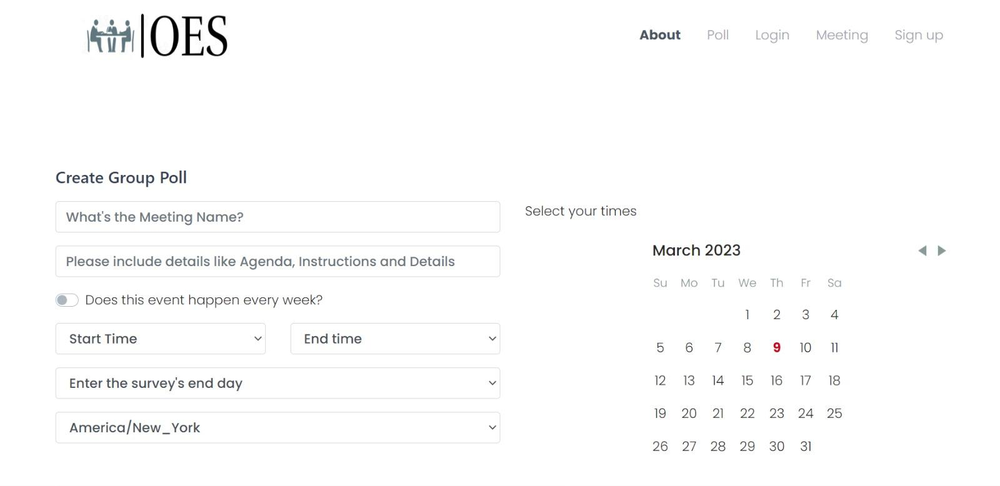 |OES
About Poll Login Meeting Sign up
Create Group Poll
What's the Meeting Name?
Please include details like Agenda, Instructions and Details
Does this event happen every week?
Start Time End time
Enter the survey's end day
America/New_York
Select your times
March 2023
Su Mo Tu We Th Fr Sa
1 2 3 4
5 6 7 8 9 10 11
12 13 14 15 16 17 18
19 20 21 22 23 24 25
26 27 28 29 30 31